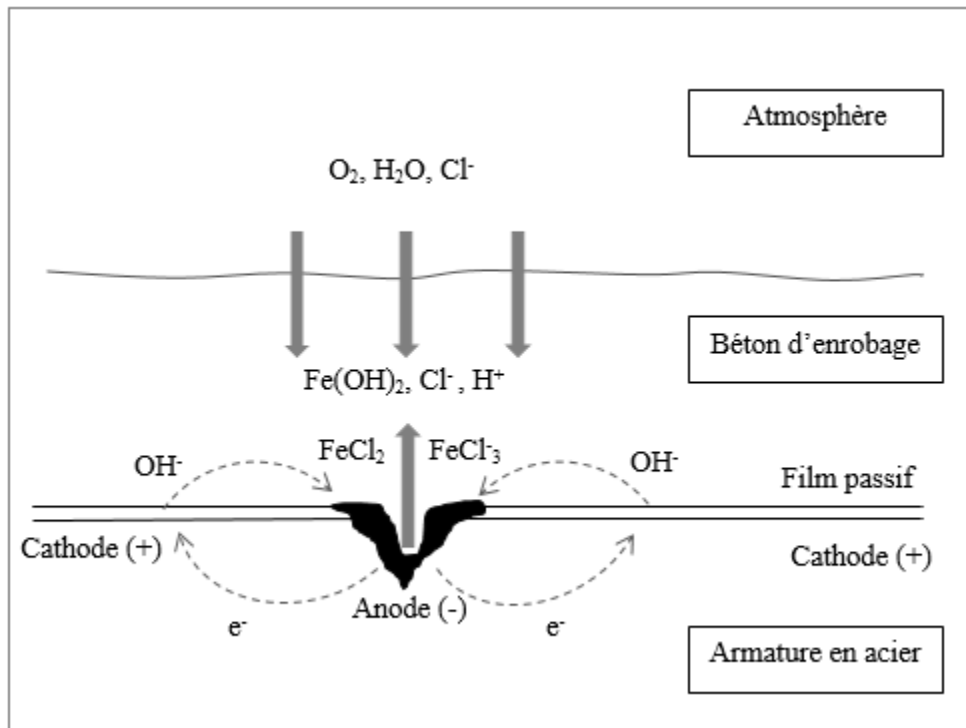 Atmosphère
O₂, H₂O, Cl⁻
Béton d’enrobage
Fe(OH)₂, Cl⁻ , H⁺
FeCl₂ FeCl⁻₃
OH⁻ OH⁻
Film passif
Cathode (+) Cathode (+)
Anode (-)
e⁻ e⁻
Armature en acier